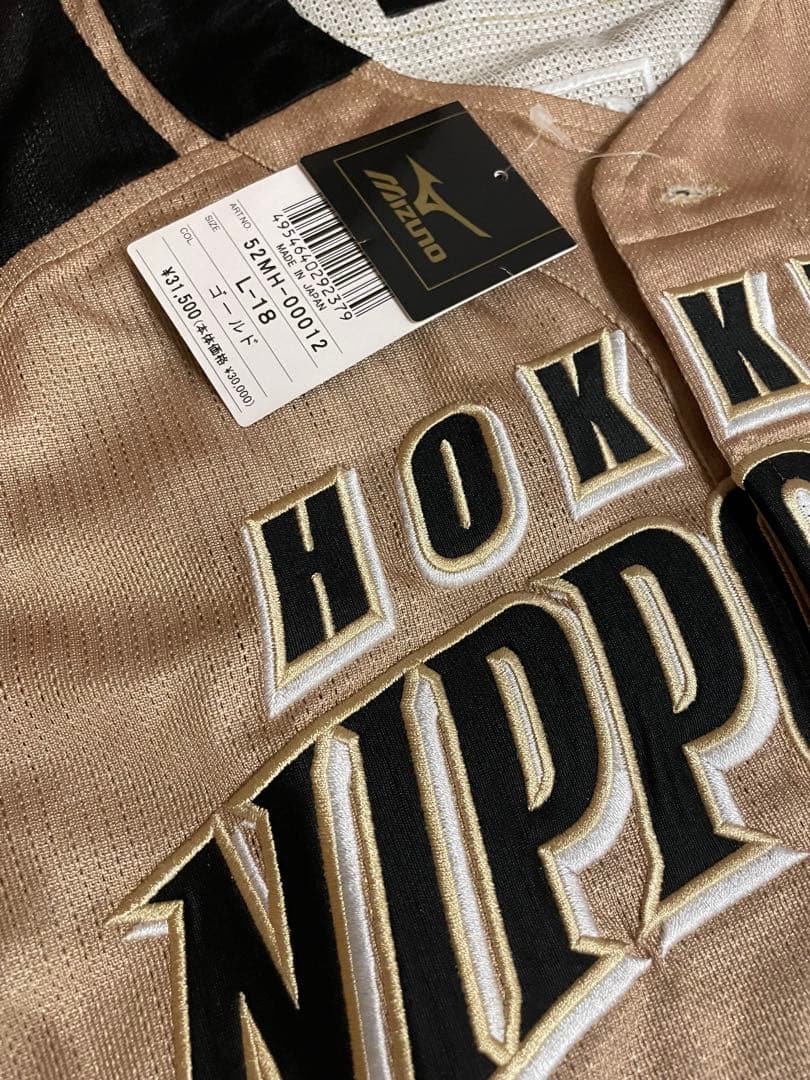 MIZUNO
4954640292379
MADE IN JAPAN
ART.NO. 52MH-00012
SIZE L-18
COL. ゴールド
¥31,500(本体価格 ¥30,000)
HOKK
NIPPO